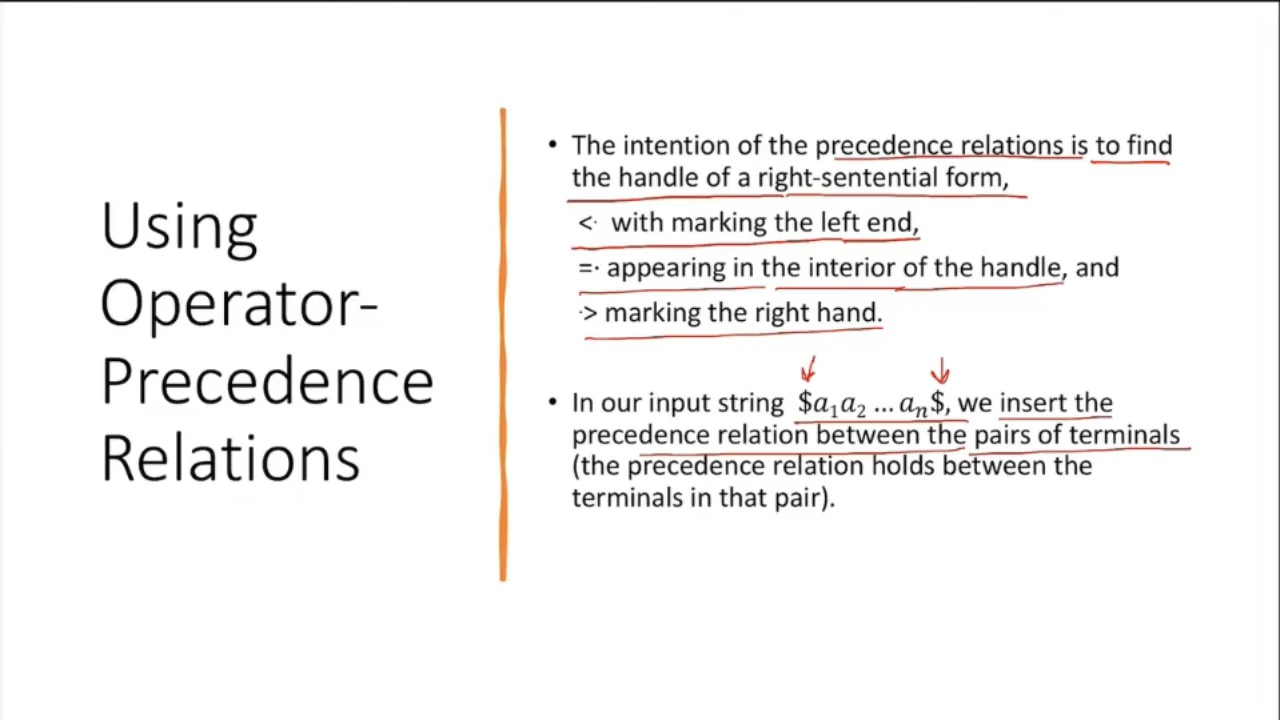 Using
Operator-
Precedence
Relations
• The intention of the precedence relations is to find
the handle of a right-sentential form,
<· with marking the left end,
=· appearing in the interior of the handle, and
·> marking the right hand.
• In our input string $a₁a₂ … aₙ$, we insert the
precedence relation between the pairs of terminals
(the precedence relation holds between the
terminals in that pair).